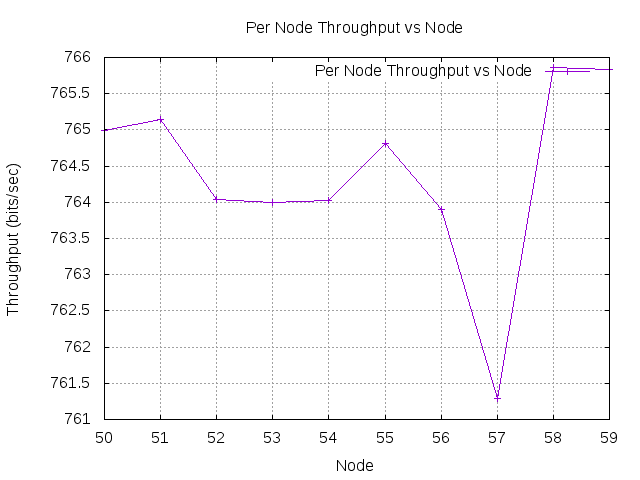 Per Node Throughput vs Node
Per Node Throughput vs Node
766
765.5
765
764.5
764
763.5
763
762.5
762
761.5
761
Throughput (bits/sec)
50 51 52 53 54 55 56 57 58 59
Node